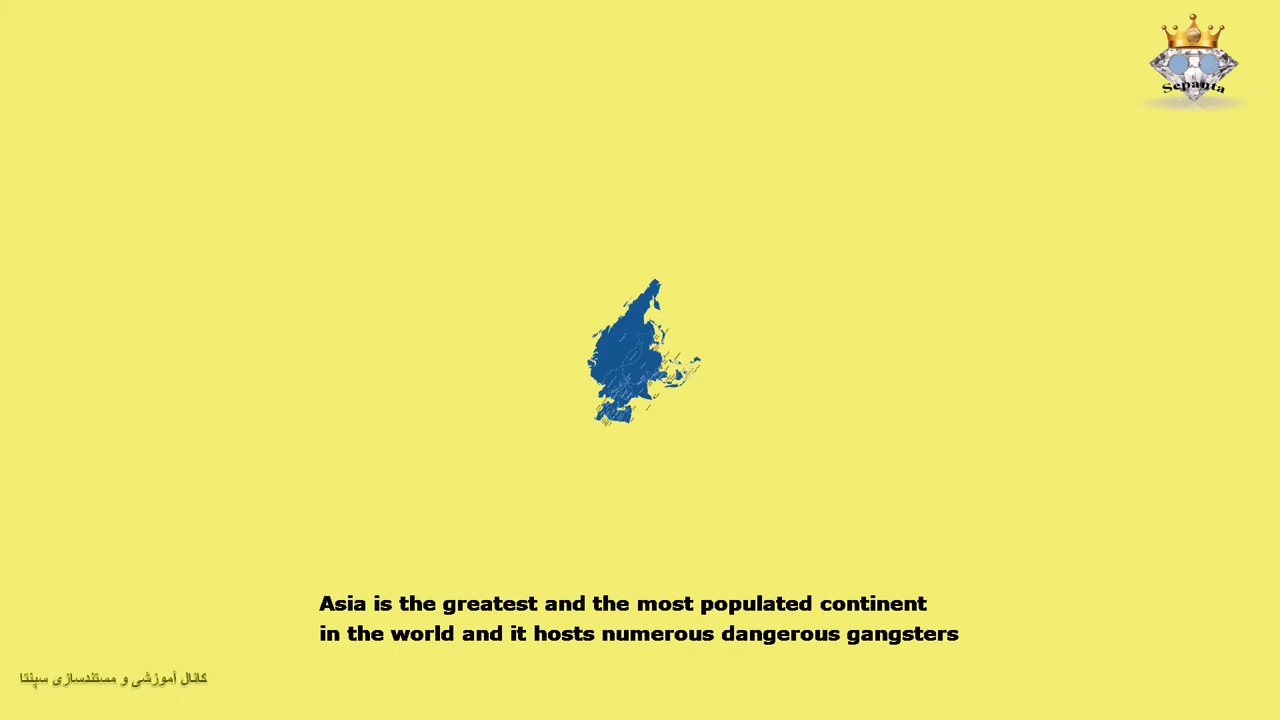 Sepanta
Asia is the greatest and the most populated continent
in the world and it hosts numerous dangerous gangsters
کانال آموزشی و مستندسازی سپنتا